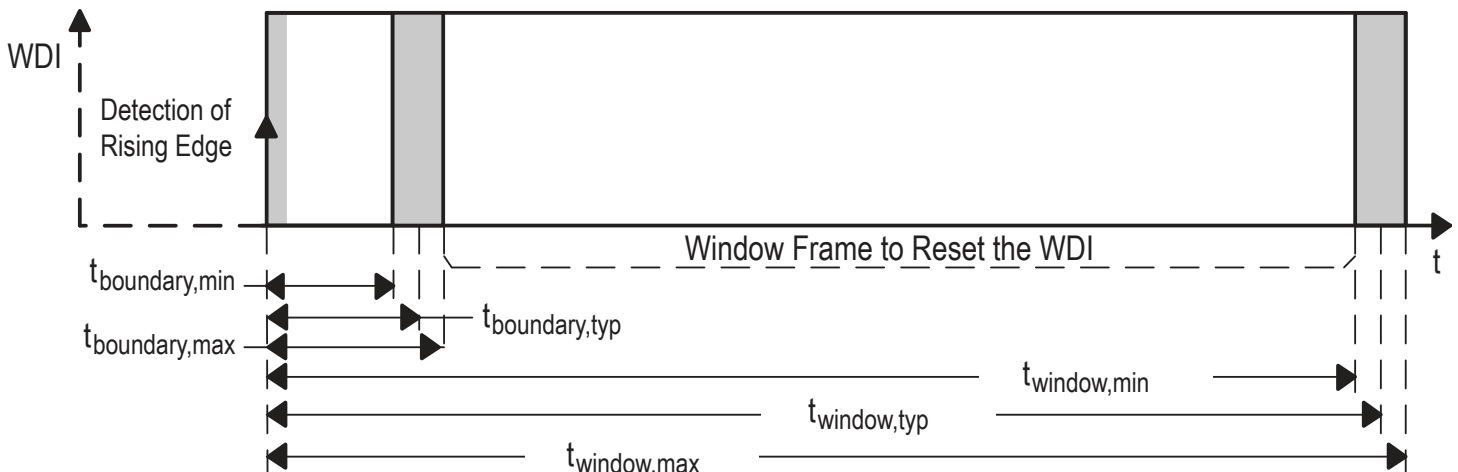 WDI
Detection of
Rising Edge
Window Frame to Reset the WDI
t
tboundary,min
tboundary,typ
tboundary,max
twindow,min
twindow,typ
twindow,max